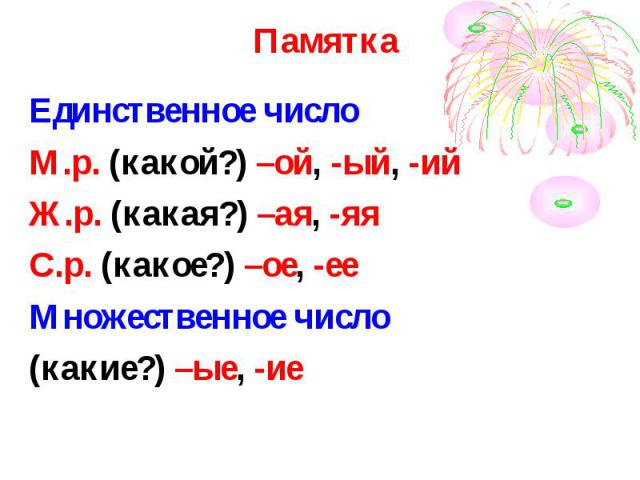 Памятка
Единственное число
М.р. (какой?) –ой, -ый, -ий
Ж.р. (какая?) –ая, -яя
С.р. (какое?) –ое, -ее
Множественное число
(какие?) –ые, -ие